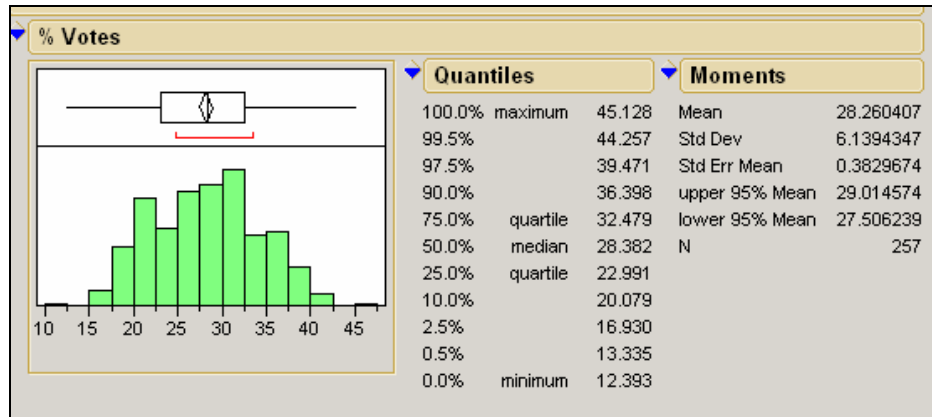 % Votes
Quantiles
100.0% maximum 45.128
99.5% 44.257
97.5% 39.471
90.0% 36.398
75.0% quartile 32.479
50.0% median 28.382
25.0% quartile 22.991
10.0% 20.079
2.5% 16.930
0.5% 13.335
0.0% minimum 12.393
Moments
Mean 28.260407
Std Dev 6.1394347
Std Err Mean 0.3829674
upper 95% Mean 29.014574
lower 95% Mean 27.506239
N 257
10 15 20 25 30 35 40 45